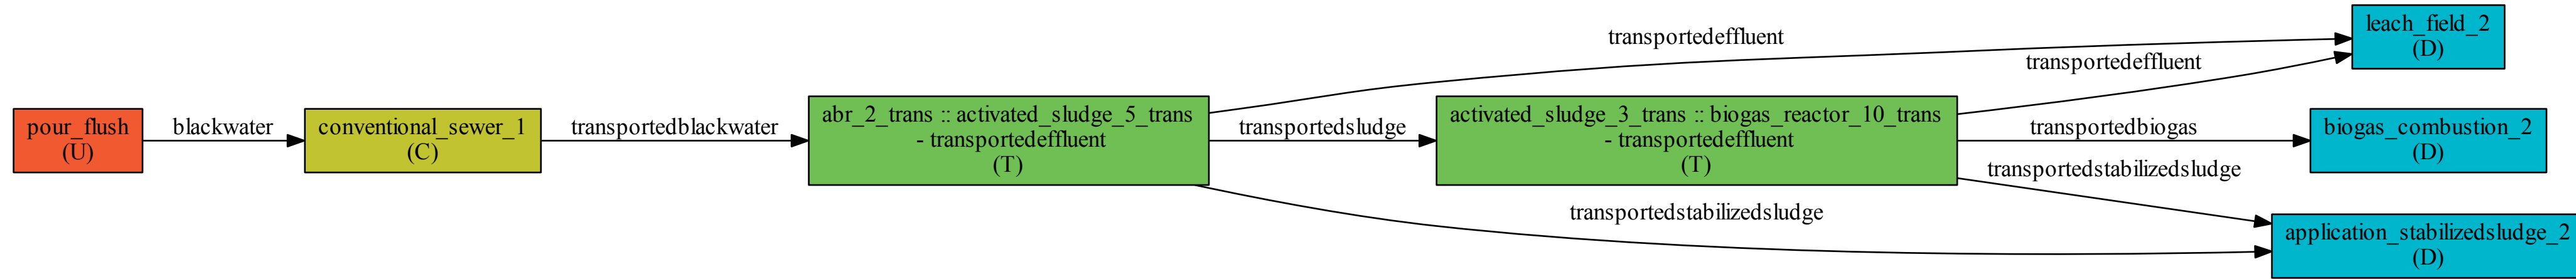 pour_flush
(U)
blackwater
conventional_sewer_1
(C)
transportedblackwater
abr_2_trans :: activated_sludge_5_trans
- transportedeffluent
(T)
transportedeffluent
transportedsludge
transportedstabilizedsludge
activated_sludge_3_trans :: biogas_reactor_10_trans
- transportedeffluent
(T)
transportedeffluent
transportedbiogas
transportedstabilizedsludge
leach_field_2
(D)
biogas_combustion_2
(D)
application_stabilizedsludge_2
(D)